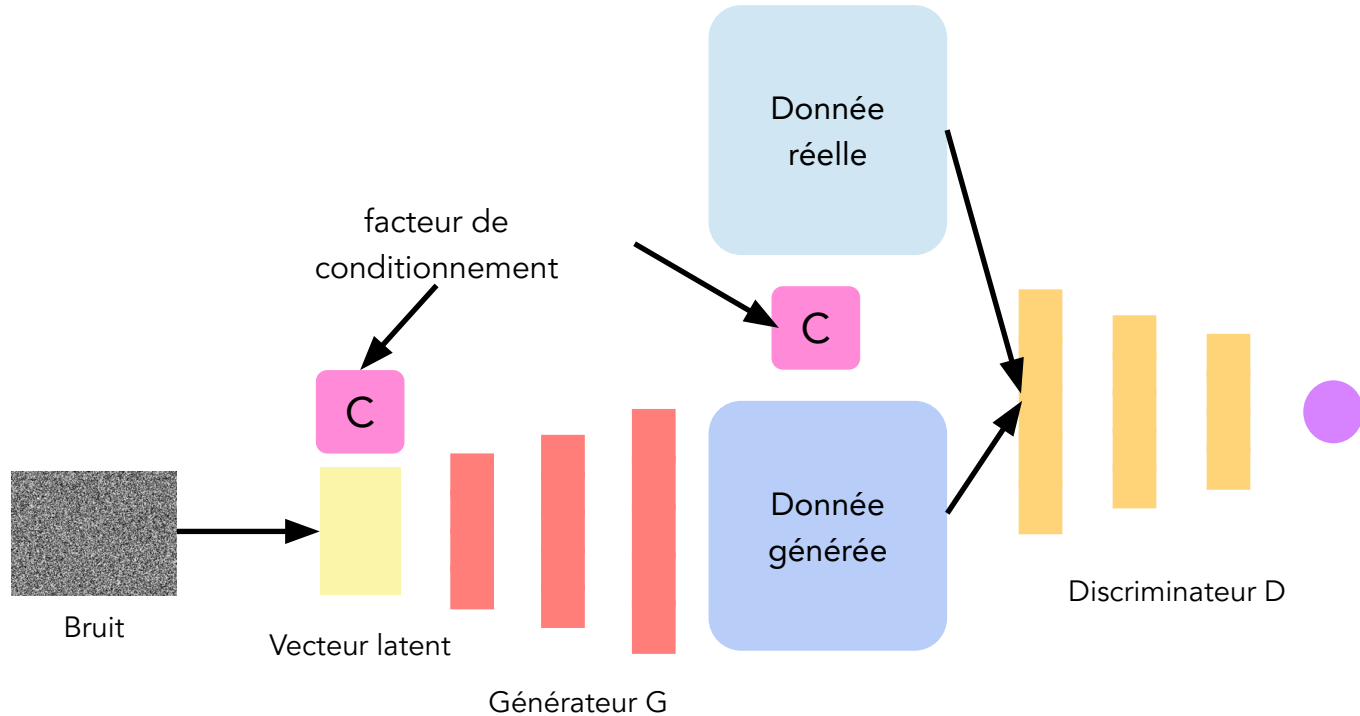 Donnée
réelle
facteur de
conditionnement
C
C
Donnée
générée
Bruit
Vecteur latent
Générateur G
Discriminateur D